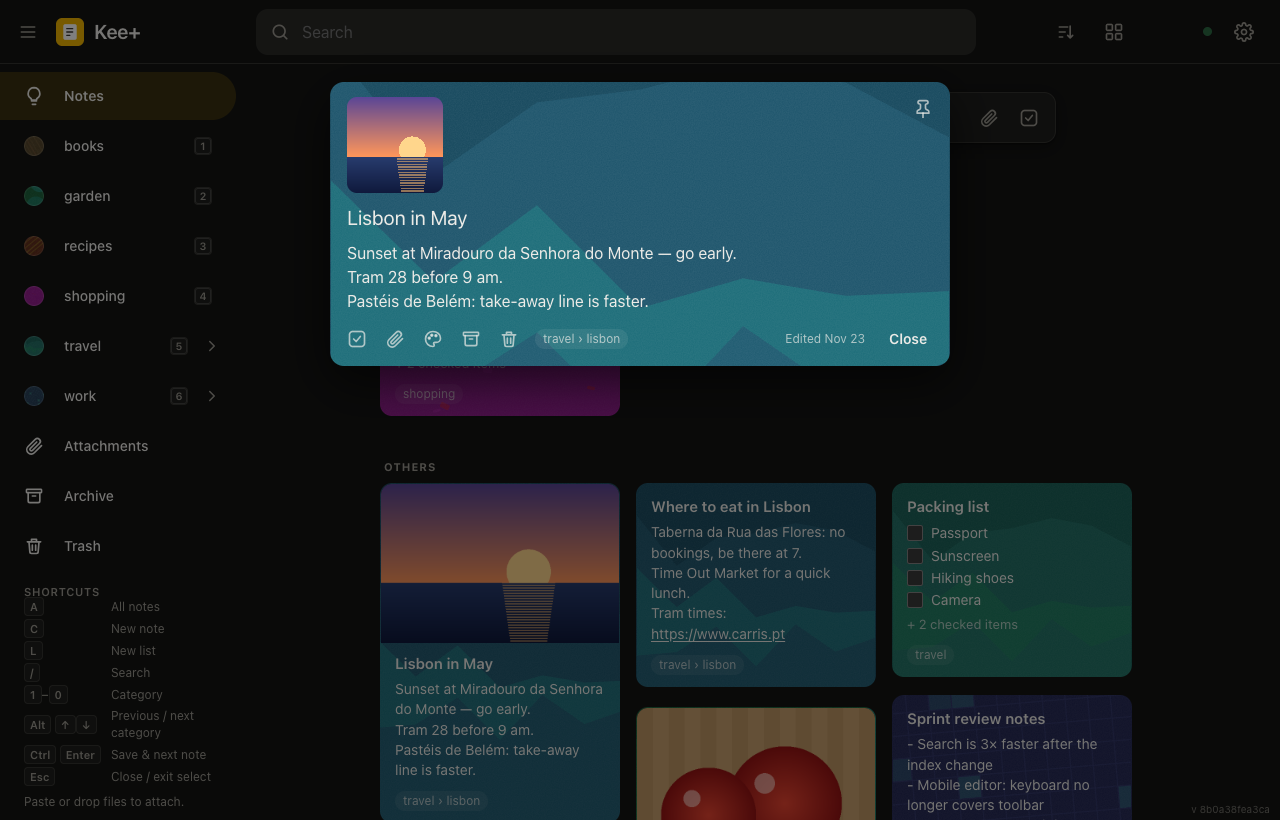 Kee+
Search
Notes
books 1
garden 2
recipes 3
shopping 4
travel 5
work 6
Attachments
Archive
Trash
SHORTCUTS
A All notes
C New note
L New list
/ Search
1 – 0 Category
Alt ↑ ↓ Previous / next
category
Ctrl Enter Save & next note
Esc Close / exit select
Paste or drop files to attach.
Lisbon in May
Sunset at Miradouro da Senhora do Monte — go early.
Tram 28 before 9 am.
Pastéis de Belém: take-away line is faster.
travel › lisbon
Edited Nov 23
Close
+ 2 checked items
shopping
OTHERS
Lisbon in May
Sunset at Miradouro da Senhora
do Monte — go early.
Tram 28 before 9 am.
Pastéis de Belém: take-away
line is faster.
travel › lisbon
Where to eat in Lisbon
Taberna da Rua das Flores: no
bookings, be there at 7.
Time Out Market for a quick
lunch.
Tram times:
https://www.carris.pt
travel › lisbon
Packing list
Passport
Sunscreen
Hiking shoes
Camera
+ 2 checked items
travel
Sprint review notes
- Search is 3× faster after the
index change
- Mobile editor: keyboard no
longer covers toolbar
v 8b0a38fea3ca